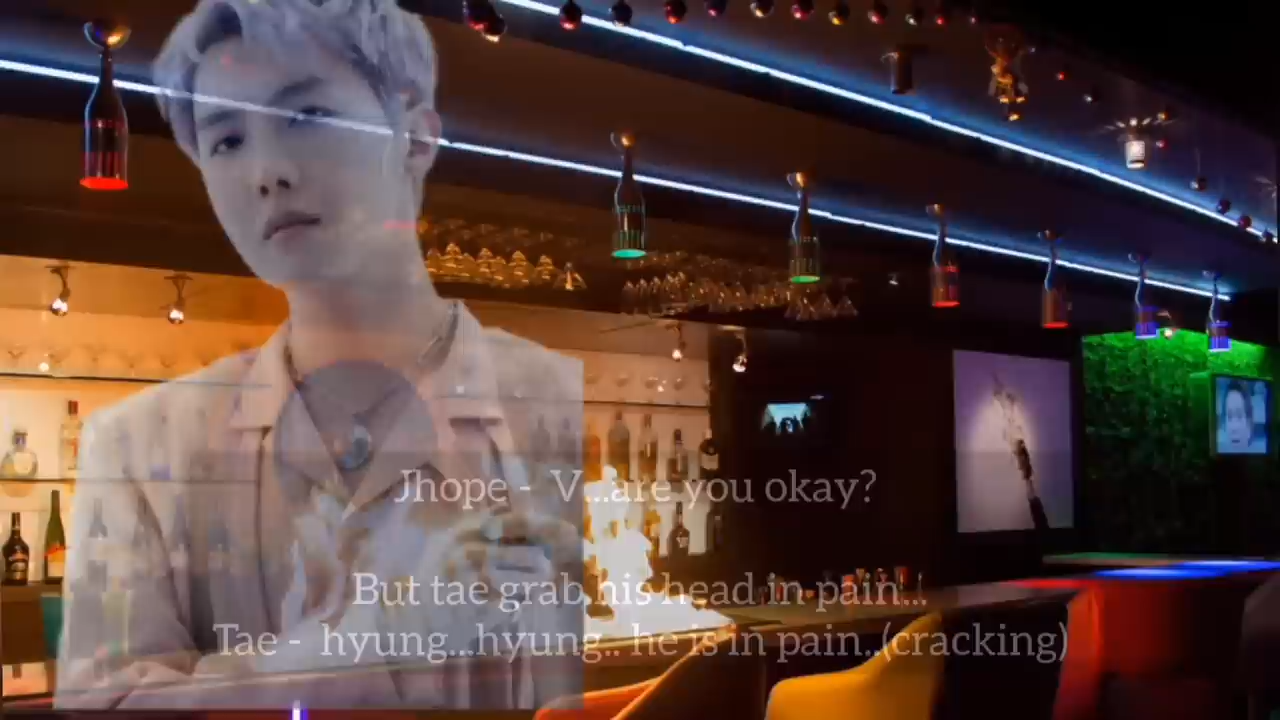 Jhope -  V...are you okay?
But tae grab his head in pain...
Tae -  hyung...hyung.. he is in pain..(cracking)